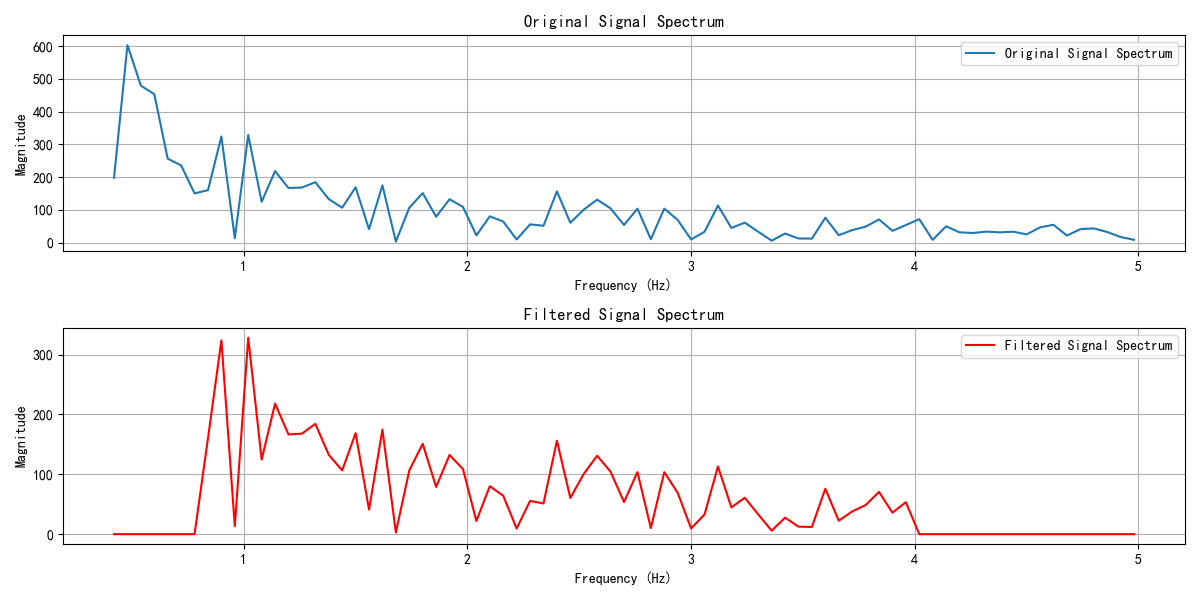 Original Signal Spectrum
600
500
400
300
200
100
0
Magnitude
Original Signal Spectrum
1
2
3
4
5
Frequency (Hz)
Filtered Signal Spectrum
300
200
100
0
Magnitude
Filtered Signal Spectrum
1
2
3
4
5
Frequency (Hz)